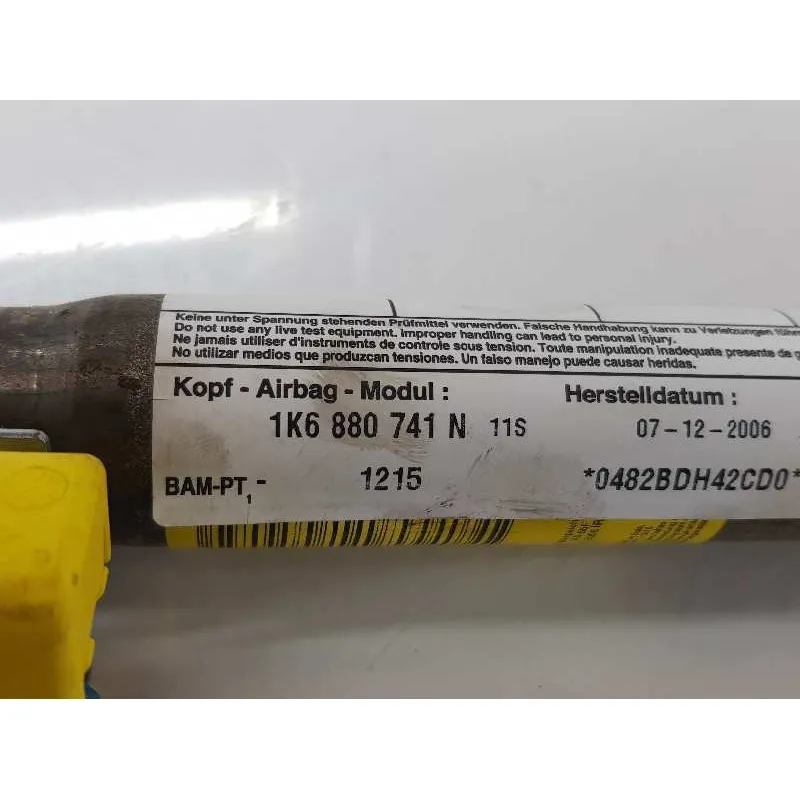 Keine unter Spannung stehenden Prüfmittel verwenden. Falsche Handhabung kann zu Verletzungen
Do not use any live test equipment. Improper handling can lead to personal injury.
Ne jamais utiliser d'instruments de controle sous tension. Toute manipulation inadequate presente de
No utilizar medios que produzcan tensiones. Un falso manejo puede causar heridas.
Kopf - Airbag - Modul :
Herstelldatum :
1K6 880 741 N 11S
07-12-2006
BAM-PT1-
1215
*0482BDH42CD0*